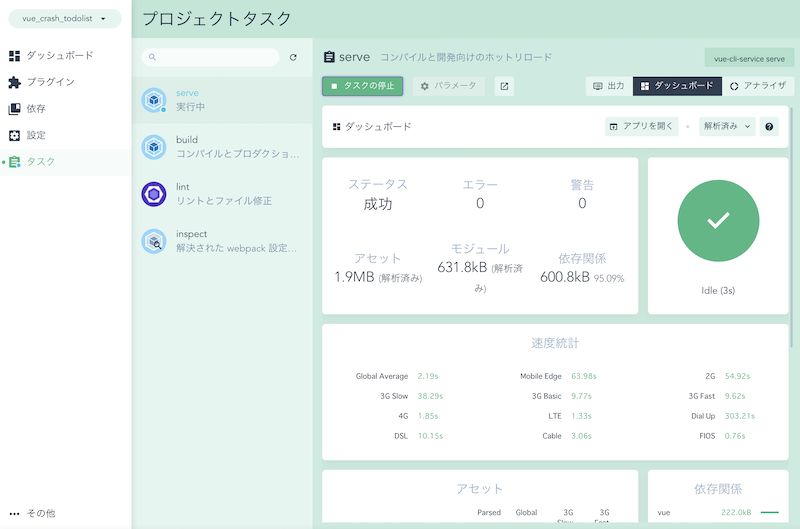 vue_crash_todolist
プロジェクトタスク
ダッシュボード
プラグイン
依存
設定
タスク
その他
serve
実行中
build
コンパイルとプロダクショ...
lint
リントとファイル修正
inspect
解決された webpack 設定...
serve コンパイルと開発向けのホットリロード
vue-cli-service serve
タスクの停止 パラメータ
出力 ダッシュボード アナライザ
ダッシュボード
アプリを開く 解析済み
ステータス エラー 警告
成功 0 0
アセット モジュール 依存関係
1.9MB (解析済み) 631.8kB (解析済
み) 600.8kB 95.09%
Idle (3s)
速度統計
Global Average 2.19s Mobile Edge 63.98s 2G 54.92s
3G Slow 38.29s 3G Basic 9.77s 3G Fast 9.62s
4G 1.85s LTE 1.33s Dial Up 303.21s
DSL 10.15s Cable 3.06s FIOS 0.76s
アセット
Parsed Global 3G
Slow 3G
Fast
依存関係
vue 222.0kB